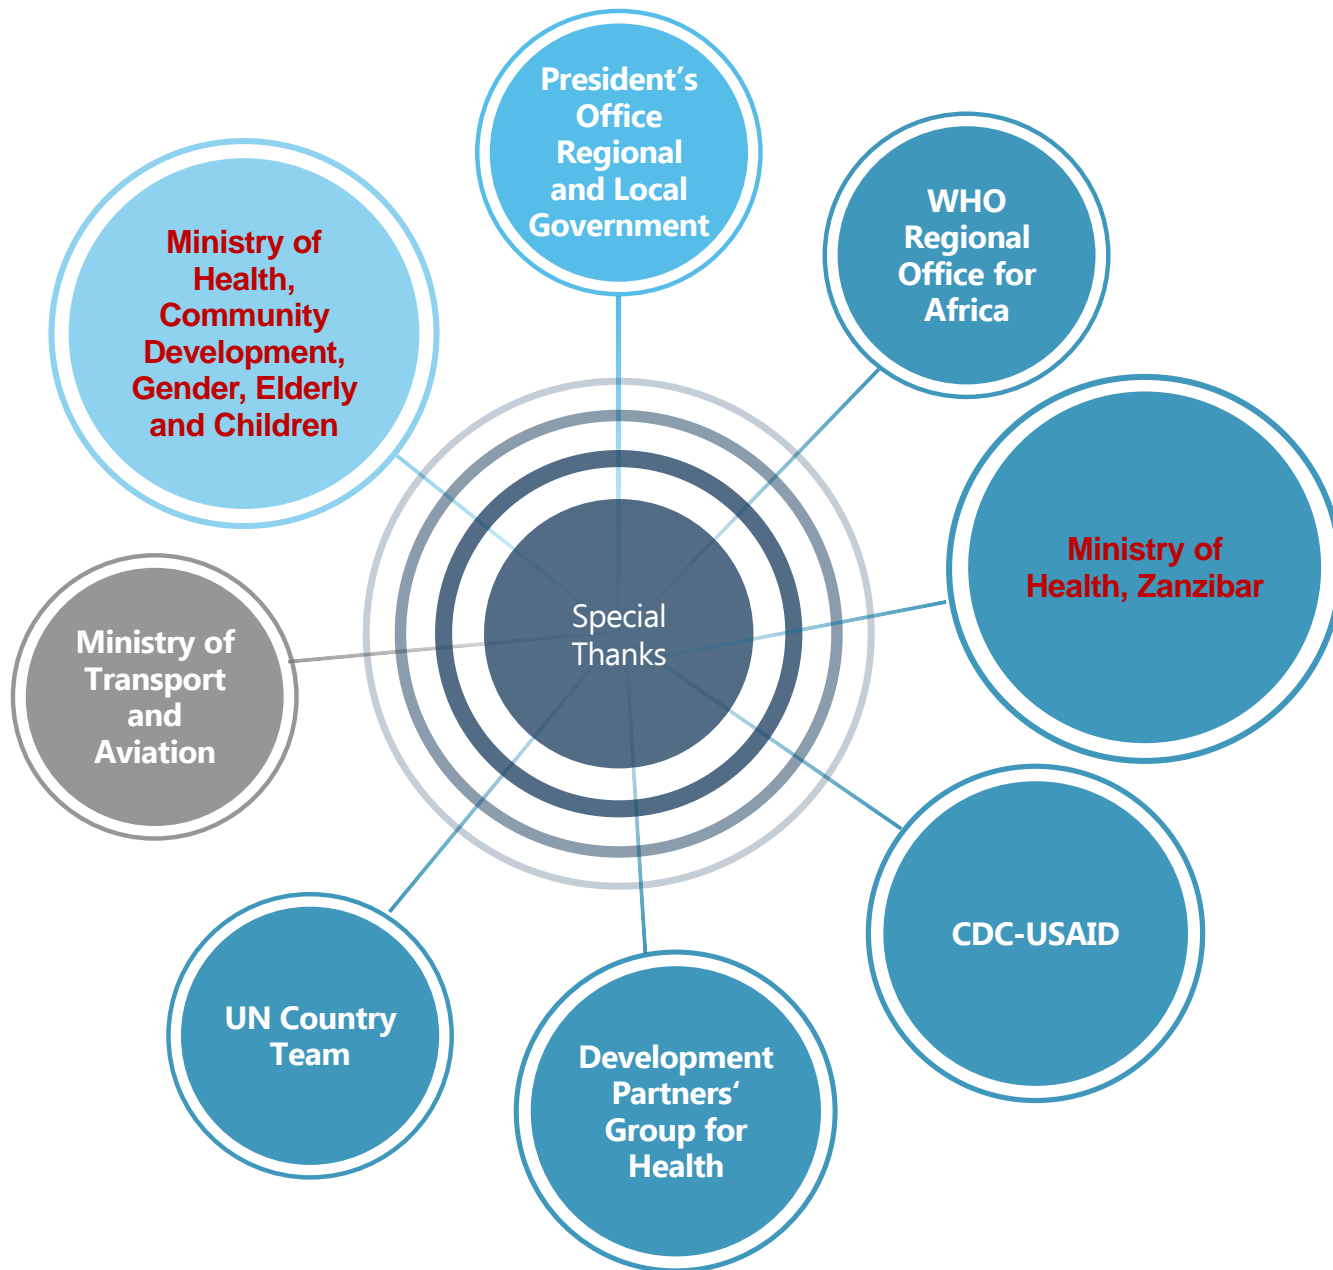 President’s
Office
Regional
and Local
Government
WHO
Regional
Office for
Africa
Ministry of
Health,
Community
Development,
Gender, Elderly
and Children
Ministry of
Health, Zanzibar
Special
Thanks
Ministry of
Transport
and
Aviation
CDC-USAID
UN Country
Team
Development
Partners‘
Group for
Health